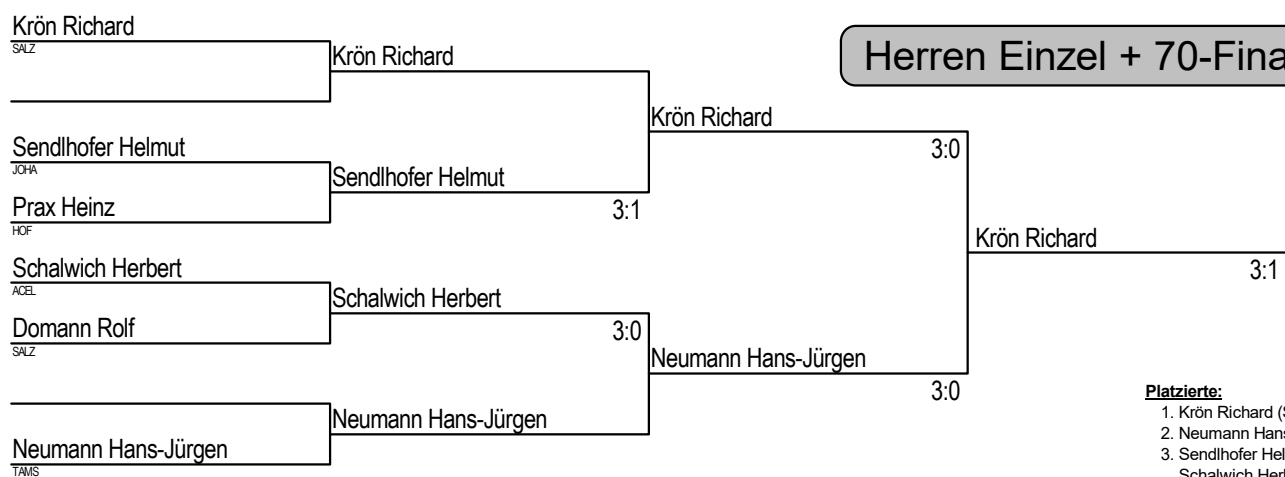 Krön Richard
SALZ
Krön Richard
Herren Einzel + 70-Fina
Krön Richard
3:0
Sendlhofer Helmut
JOHA
Sendlhofer Helmut
3:1
Prax Heinz
HOF
Krön Richard
3:1
Schalwich Herbert
ACEL
Schalwich Herbert
3:0
Domann Rolf
SALZ
Neumann Hans-Jürgen
3:0
Neumann Hans-Jürgen
Neumann Hans-Jürgen
TAMS
Platzierte:
1. Krön Richard (S
2. Neumann Hans
3. Sendlhofer Hel
Schalwich Herb